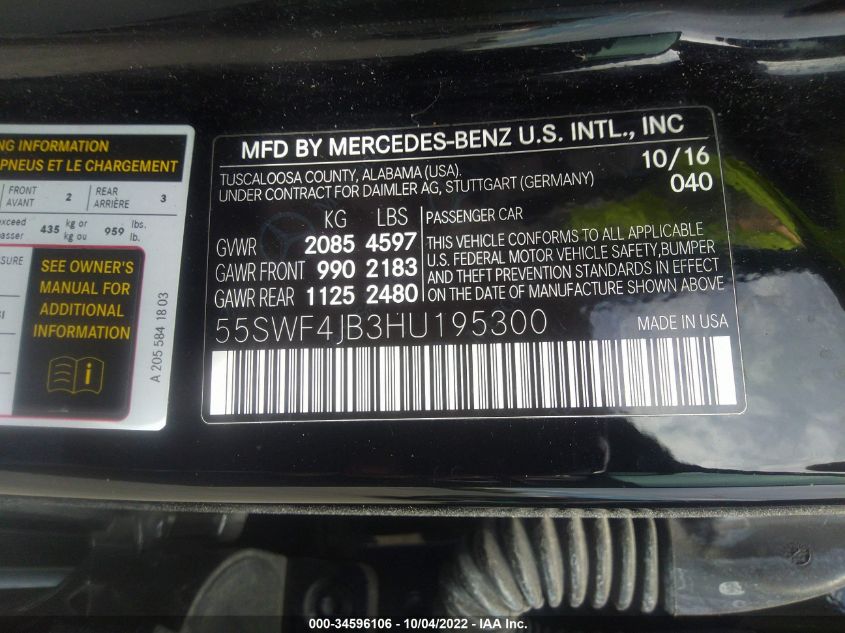 NG INFORMATION
PNEUS ET LE CHARGEMENT
FRONT AVANT 2 REAR ARRIÈRE 3
exceed passer 435 kg or kg ou 959 lbs. lb.
SEE OWNER'S
MANUAL FOR
ADDITIONAL
INFORMATION
A 205 584 18 03
MFD BY MERCEDES-BENZ U.S. INTL., INC
TUSCALOOSA COUNTY, ALABAMA (USA). 10/16
UNDER CONTRACT FOR DAIMLER AG, STUTTGART (GERMANY) 040
KG LBS
GVWR 2085 4597
GAWR FRONT 990 2183
GAWR REAR 1125 2480
PASSENGER CAR
THIS VEHICLE CONFORMS TO ALL APPLICABLE
U.S. FEDERAL MOTOR VEHICLE SAFETY,BUMPER
AND THEFT PREVENTION STANDARDS IN EFFECT
ON THE DATE OF MANUFACTURE SHOWN ABOVE
55SWF4JB3HU195300 MADE IN USA
000-34596106 - 10/04/2022 - IAA Inc.